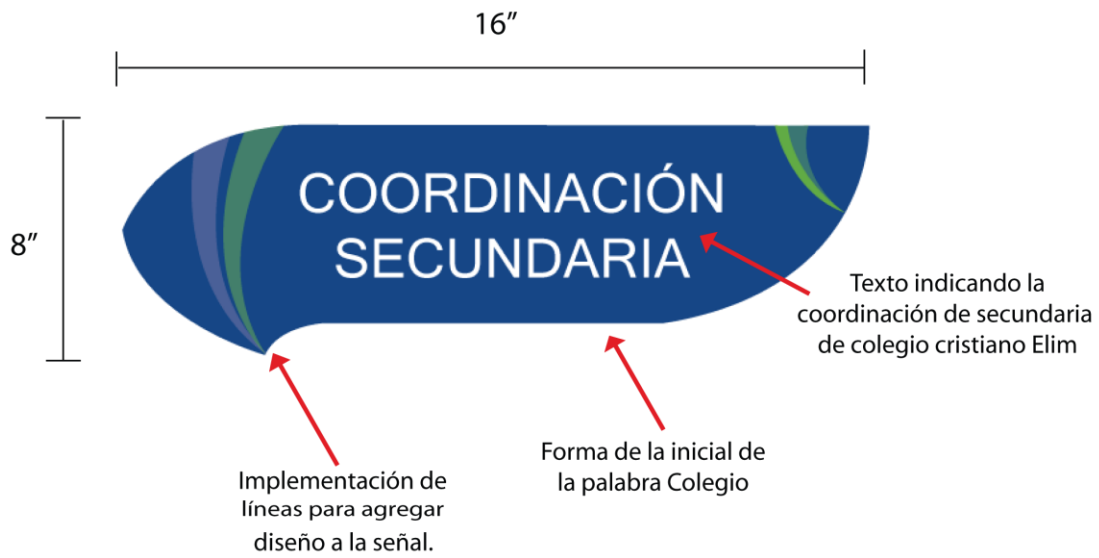 16”
8”
COORDINACIÓN
SECUNDARIA
Texto indicando la
coordinación de secundaria
de colegio cristiano Elim
Forma de la inicial de
la palabra Colegio
Implementación de
líneas para agregar
diseño a la señal.